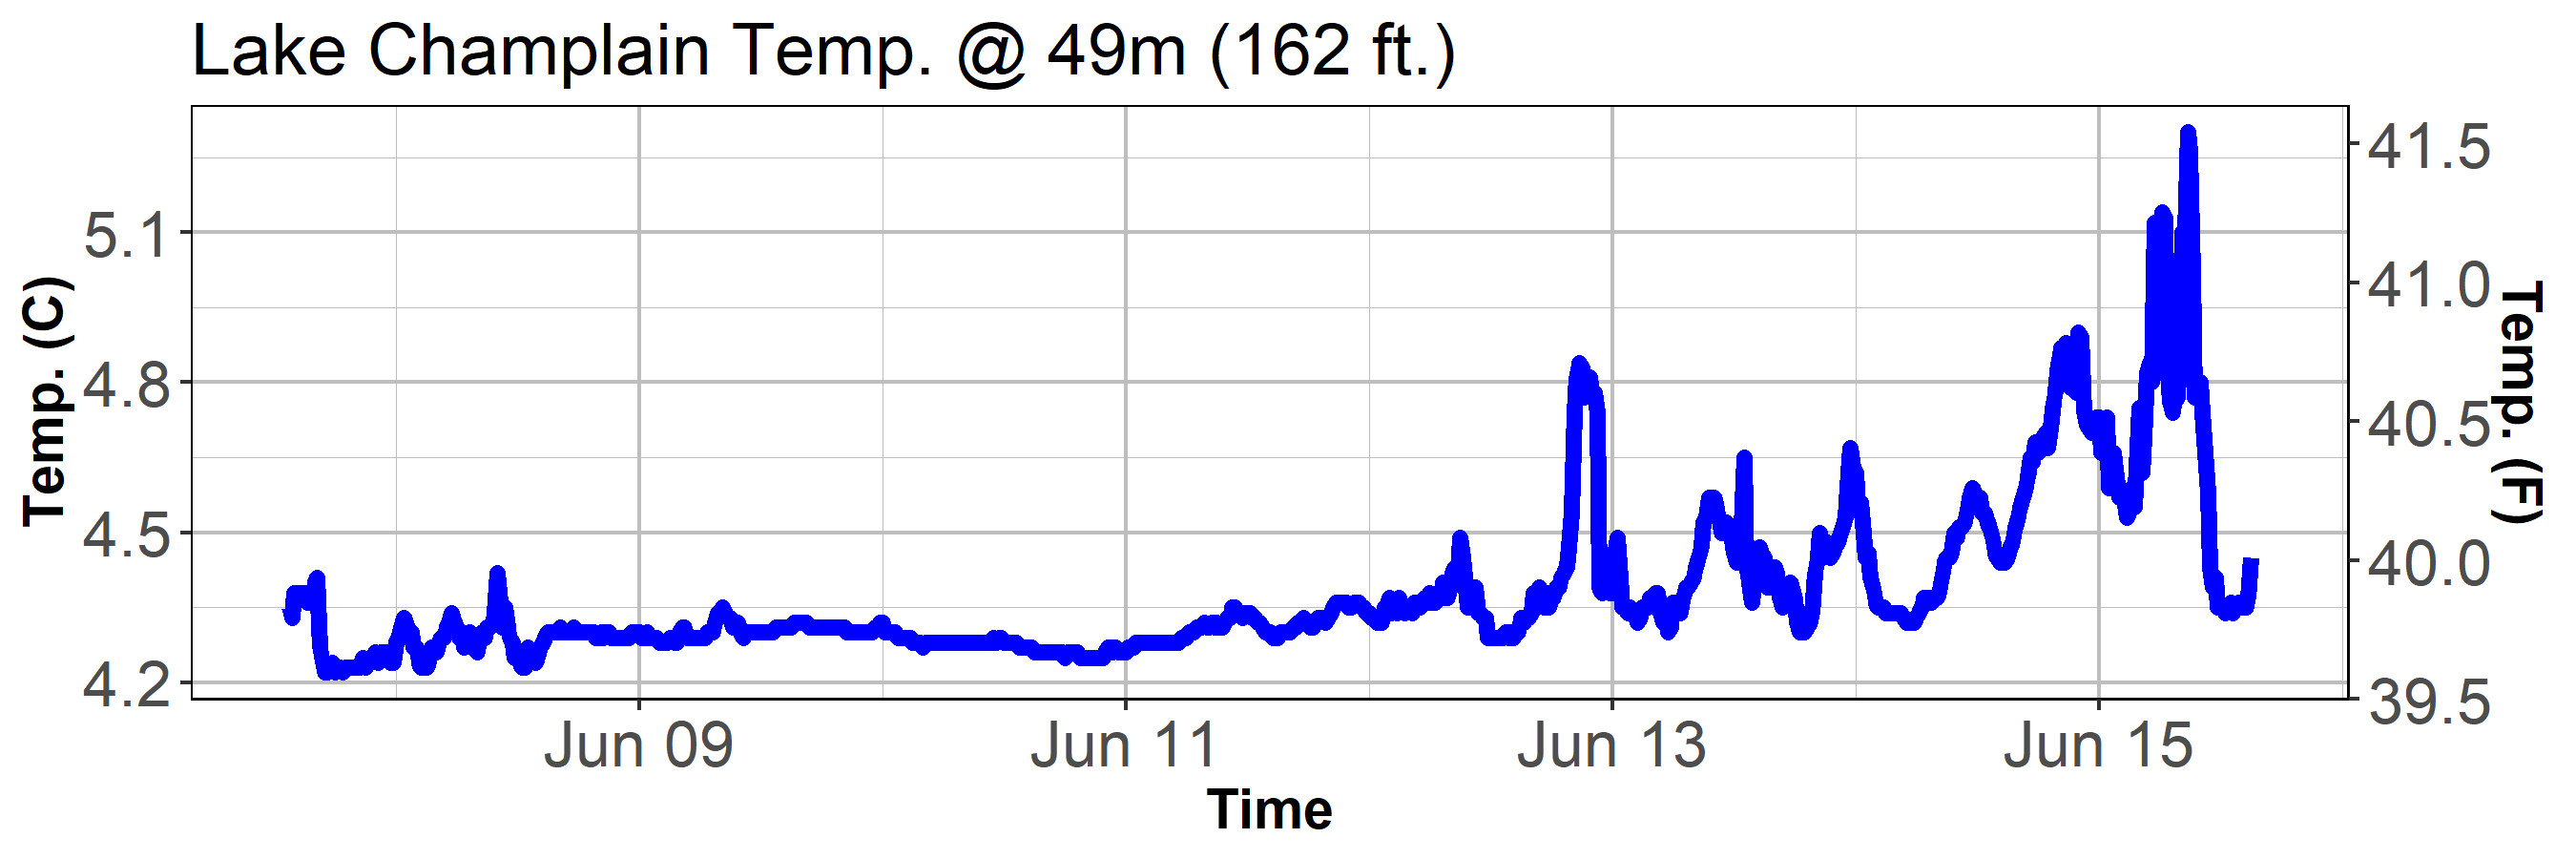 Lake Champlain Temp. @ 49m (162 ft.)
Temp. (C)
5.1
4.8
4.5
4.2
41.5
41.0
40.5
40.0
39.5
Temp. (F)
Jun 09 Jun 11 Jun 13 Jun 15
Time